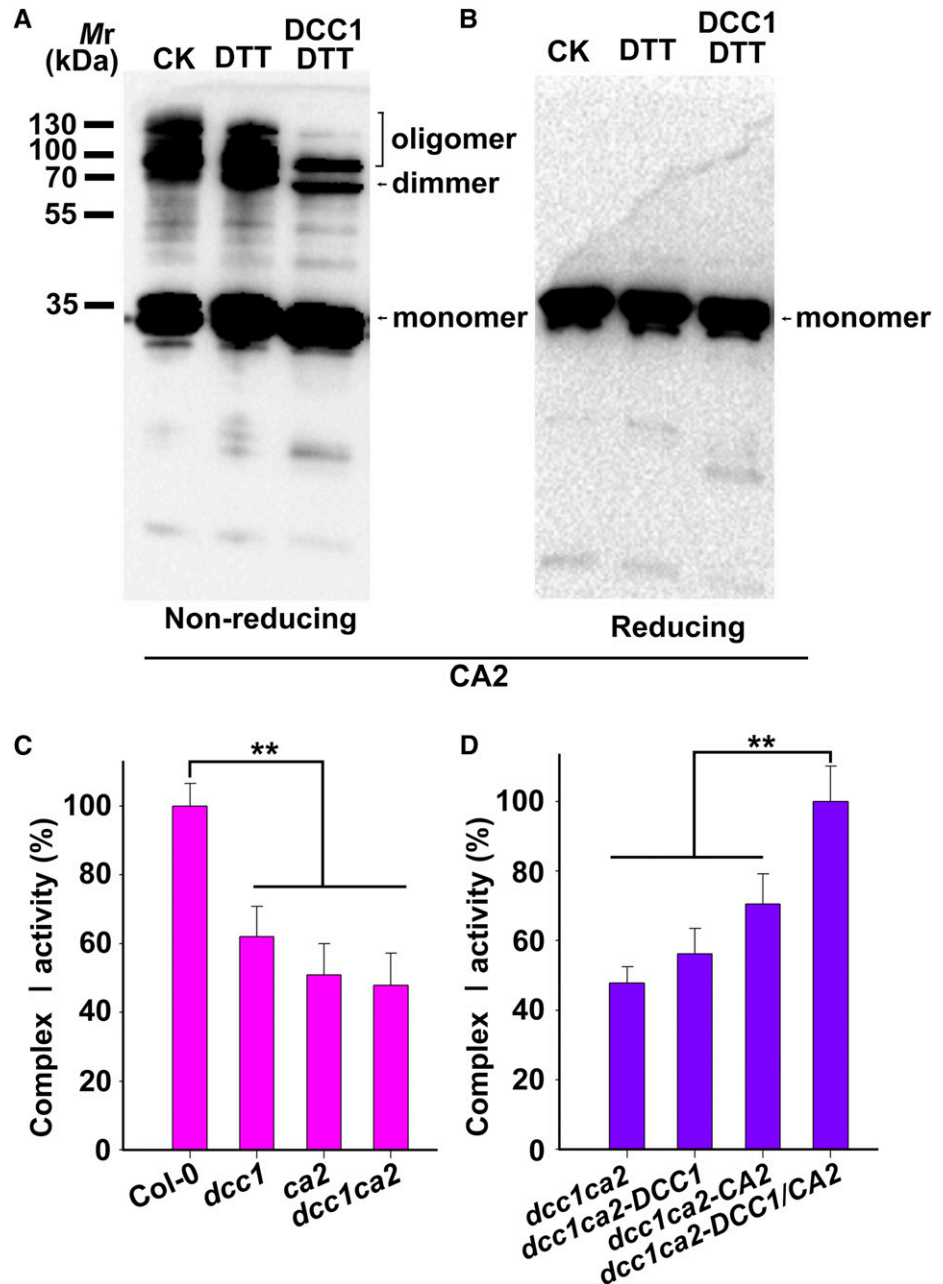 A
Mr
(kDa)
CK
DTT
DCC1
DTT
130
100
70
55
35
oligomer
dimmer
monomer
Non-reducing
B
CK
DTT
DCC1
DTT
monomer
Reducing
CA2
C
**
Complex I activity (%)
100
80
60
40
20
0
Col-0
dcc1
ca2
dcc1ca2
D
**
Complex I activity (%)
100
80
60
40
20
0
dcc1ca2
dcc1ca2-DCC1
dcc1ca2-CA2
dcc1ca2-DCC1/CA2